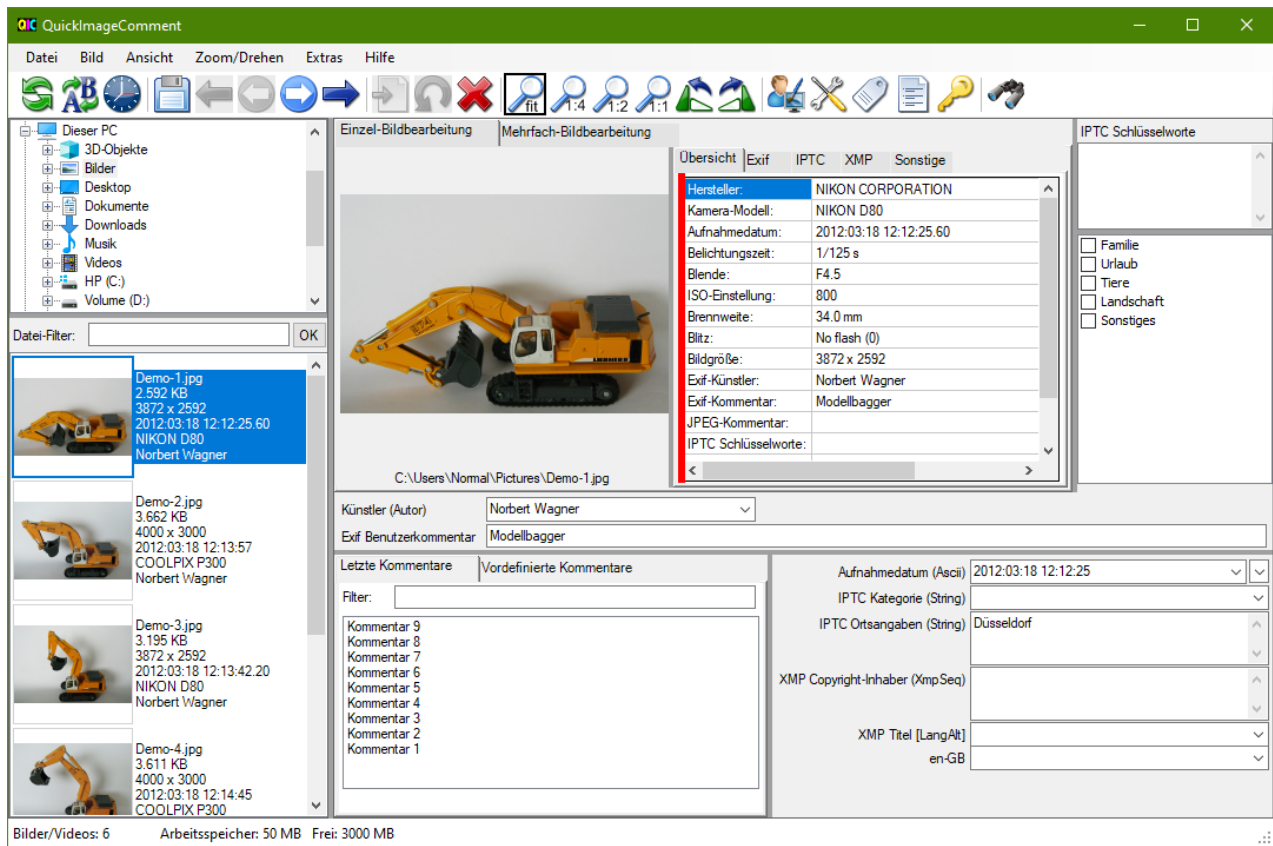 QIC QuickImageComment
Datei Bild Ansicht Zoom/Drehen Extras Hilfe
A B fit 1:4 1:2 1:1
Dieser PC
3D-Objekte
Bilder
Desktop
Dokumente
Downloads
Musik
Videos
HP (C:)
Volume (D:)
Datei-Filter: OK
Demo-1.jpg
2.592 KB
3872 x 2592
2012:03:18 12:12:25.60
NIKON D80
Norbert Wagner
Demo-2.jpg
3.662 KB
4000 x 3000
2012:03:18 12:13:57
COOLPIX P300
Norbert Wagner
Demo-3.jpg
3.195 KB
3872 x 2592
2012:03:18 12:13:42.20
NIKON D80
Norbert Wagner
Demo-4.jpg
3.611 KB
4000 x 3000
2012:03:18 12:14:45
COOLPIX P300
Einzel-Bildbearbeitung Mehrfach-Bildbearbeitung
ETA
LIEBHERR
C:\Users\Normal\Pictures\Demo-1.jpg
Übersicht Exif IPTC XMP Sonstige
Hersteller: NIKON CORPORATION
Kamera-Modell: NIKON D80
Aufnahmedatum: 2012:03:18 12:12:25.60
Belichtungszeit: 1/125 s
Blende: F4.5
ISO-Einstellung: 800
Brennweite: 34.0 mm
Blitz: No flash (0)
Bildgröße: 3872 x 2592
Exif-Künstler: Norbert Wagner
Exif-Kommentar: Modellbagger
JPEG-Kommentar:
IPTC Schlüsselworte:
IPTC Schlüsselworte
Familie
Urlaub
Tiere
Landschaft
Sonstiges
Künstler (Autor) Norbert Wagner
Exif Benutzerkommentar Modellbagger
Letzte Kommentare Vordefinierte Kommentare
Filter:
Kommentar 9
Kommentar 8
Kommentar 7
Kommentar 6
Kommentar 5
Kommentar 4
Kommentar 3
Kommentar 2
Kommentar 1
Aufnahmedatum (Ascii) 2012:03:18 12:12:25
IPTC Kategorie (String)
IPTC Ortsangaben (String) Düsseldorf
XMP Copyright-Inhaber (XmpSeq)
XMP Titel [LangAlt]
en-GB
Bilder/Videos: 6 Arbeitsspeicher: 50 MB Frei: 3000 MB